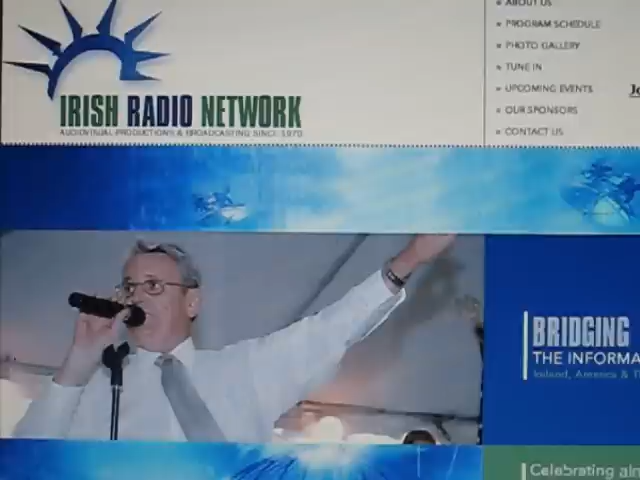 » ABOUT US
» PROGRAM SCHEDULE
» PHOTO GALLERY
» TUNE IN
» UPCOMING EVENTS
» OUR SPONSORS
» CONTACT US
IRISH RADIO NETWORK
AUDIOVISUAL PRODUCTIONS & BROADCASTING SINCE 1970
BRIDGING
THE INFORMA
Ireland, America & T
Celebrating alm